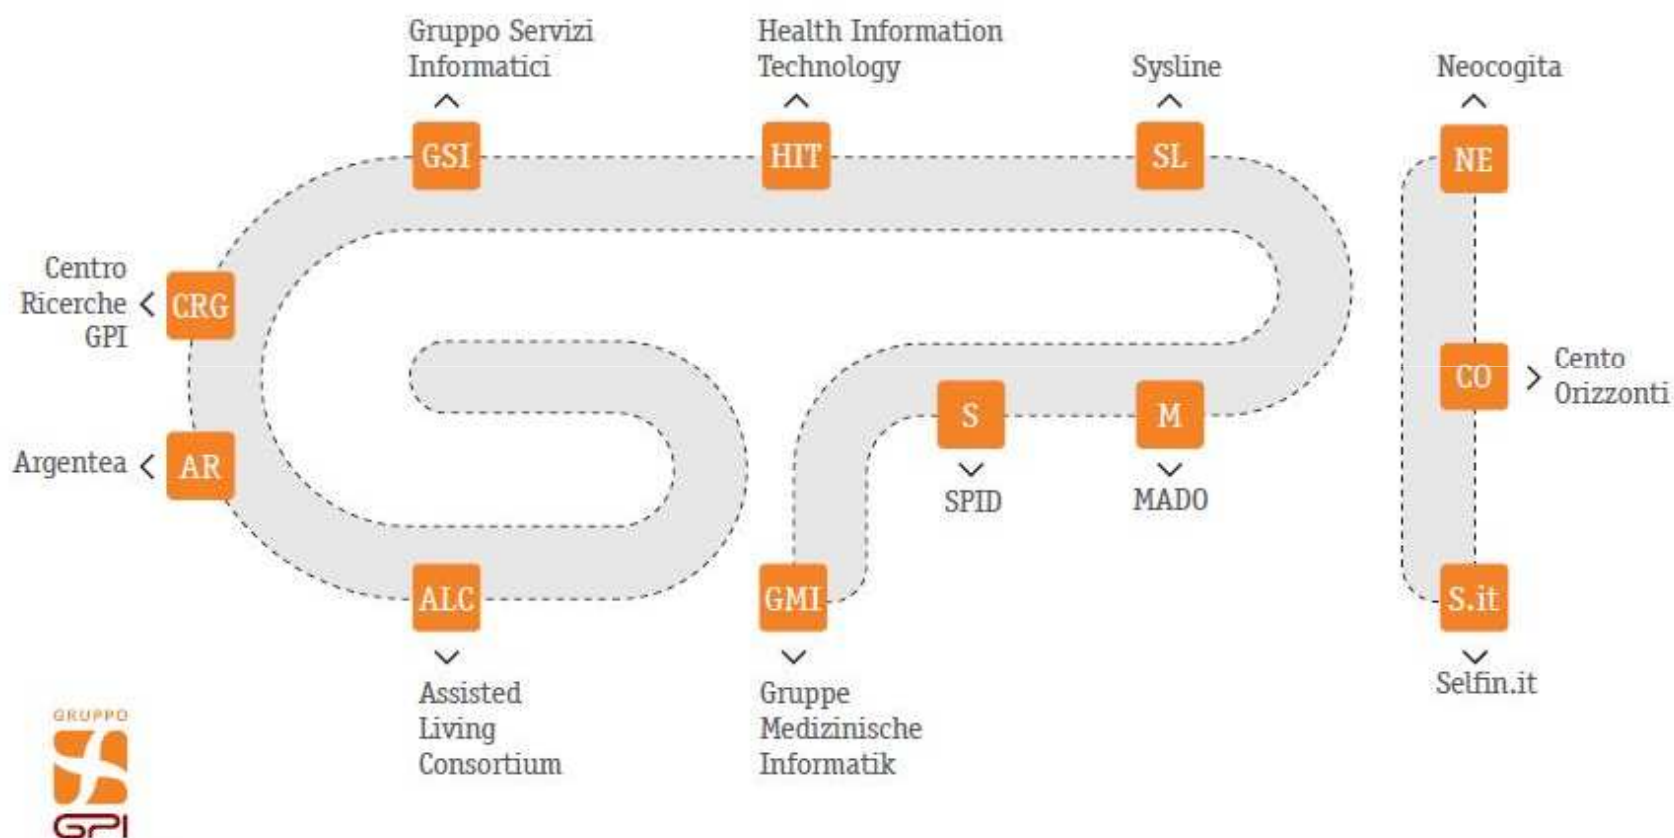 Gruppo Servizi
Informatici
Health Information
Technology
Sysline
Neocogita
GSI
HIT
SL
NE
Centro
Ricerche
GPI
CRG
CO
Cento
Orizzonti
S
M
Argentea
AR
SPID
MADO
ALC
GMI
S.it
Assisted
Living
Consortium
Gruppe
Medizinische
Informatik
Selfin.it
GRUPPO
GPI